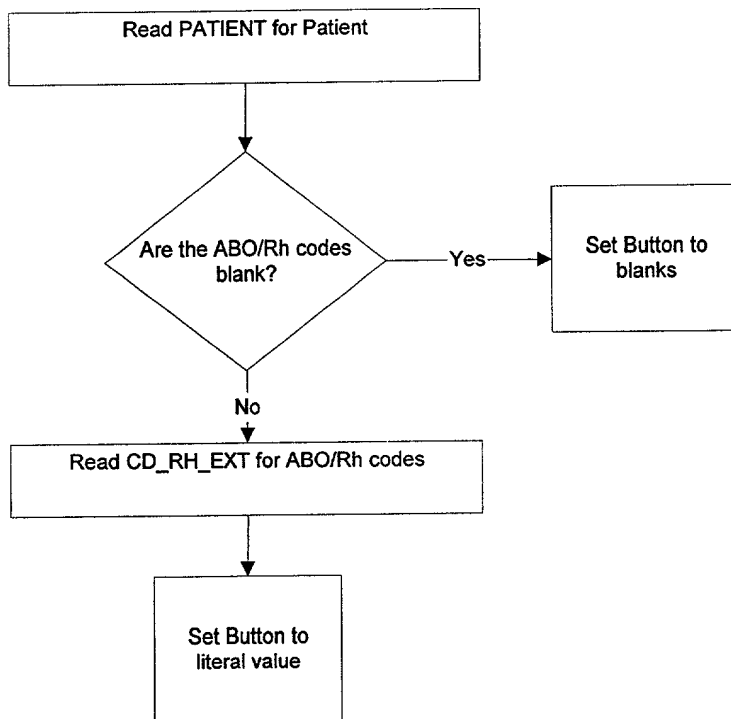 Read PATIENT for Patient
Are the ABO/Rh codes
blank?
Yes
Set Button to
blanks
No
Read CD_RH_EXT for ABO/Rh codes
Set Button to
literal value